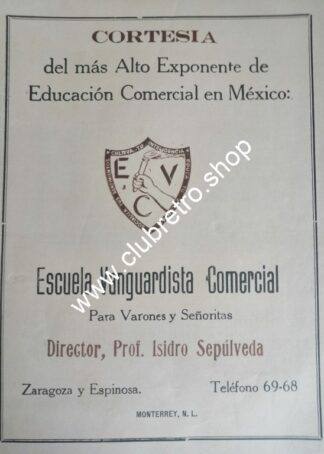 CORTESIA
del más Alto Exponente de
Educación Comercial en México:
E V
C
Escuela Vanguardista Comercial
Para Varones y Señoritas
Director, Prof. Isidro Sepúlveda
Zaragoza y Espinosa. Teléfono 69-68
MONTERREY, N. L.
www.clubretro.shop